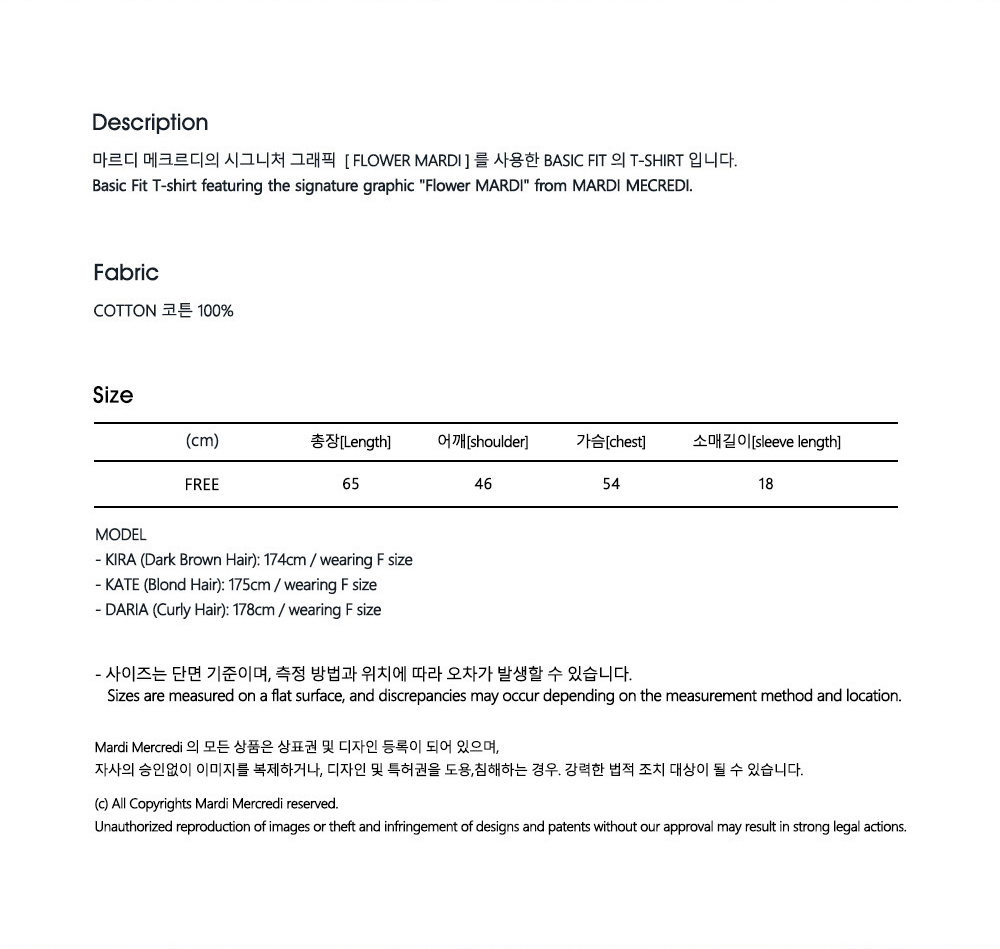 Description
마르디 메크르디의 시그니처 그래픽 [ FLOWER MARDI ] 를 사용한 BASIC FIT 의 T-SHIRT 입니다.
Basic Fit T-shirt featuring the signature graphic "Flower MARDI" from MARDI MECREDI.
Fabric
COTTON 코튼 100%
Size
(cm) 총장[Length] 어깨[shoulder] 가슴[chest] 소매길이[sleeve length]
FREE 65 46 54 18
MODEL
- KIRA (Dark Brown Hair): 174cm / wearing F size
- KATE (Blond Hair): 175cm / wearing F size
- DARIA (Curly Hair): 178cm / wearing F size
- 사이즈는 단면 기준이며, 측정 방법과 위치에 따라 오차가 발생할 수 있습니다.
Sizes are measured on a flat surface, and discrepancies may occur depending on the measurement method and location.
Mardi Mercredi 의 모든 상품은 상표권 및 디자인 등록이 되어 있으며,
자사의 승인없이 이미지를 복제하거나, 디자인 및 특허권을 도용,침해하는 경우. 강력한 법적 조치 대상이 될 수 있습니다.
(c) All Copyrights Mardi Mercredi reserved.
Unauthorized reproduction of images or theft and infringement of designs and patents without our approval may result in strong legal actions.